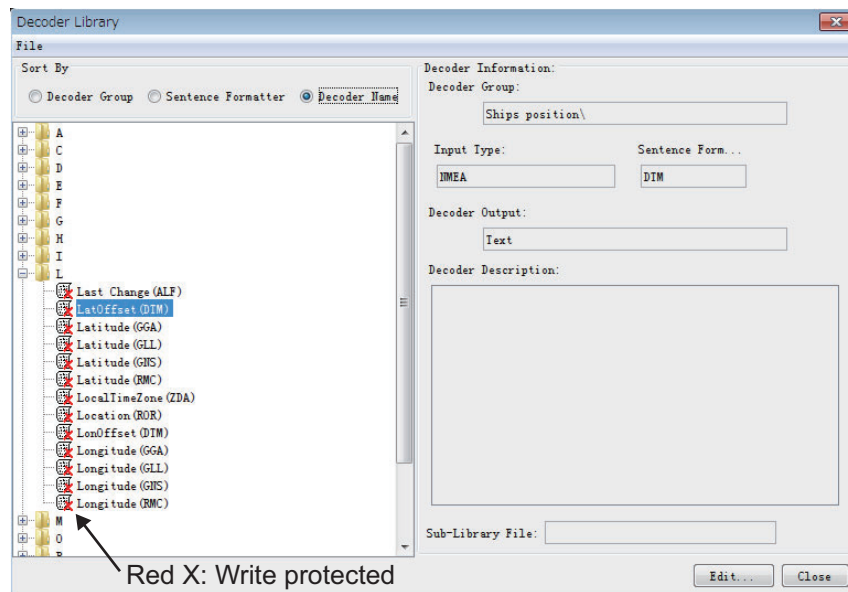 Decoder Library
File
Sort By
Decoder Group
Sentence Formatter
Decoder Name
A
C
D
E
F
G
H
I
L
Last Change(ALF)
LatOffset(DTM)
Latitude(GGA)
Latitude(GLL)
Latitude(GNS)
Latitude(RMC)
LocalTimeZone(ZDA)
Location(ROR)
LonOffset(DTM)
Longitude(GGA)
Longitude(GLL)
Longitude(GNS)
Longitude(RMC)
M
O
Red X: Write protected
Decoder Information:
Decoder Group:
Ships position\
Input Type:
Sentence Form...
NMEA
DTM
Decoder Output:
Text
Decoder Description:
Sub-Library File:
Edit...
Close